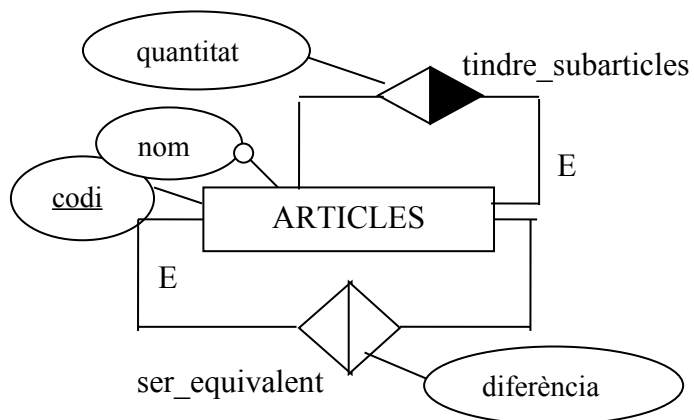 quantitat
tindre_subarticles
nom
E
codi
ARTICLES
E
ser_equivalent
diferència